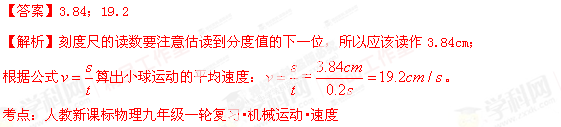 【答案】3.84；19.2
【解析】刻度尺的读数要注意估读到分度值的下一位，所以应该读作 3.84cm；
根据公式 v=s/t 算出小球运动的平均速度：v=s/t=3.84cm/0.2s=19.2cm/s。
考点：人教新课标物理九年级一轮复习·机械运动·速度
学科网